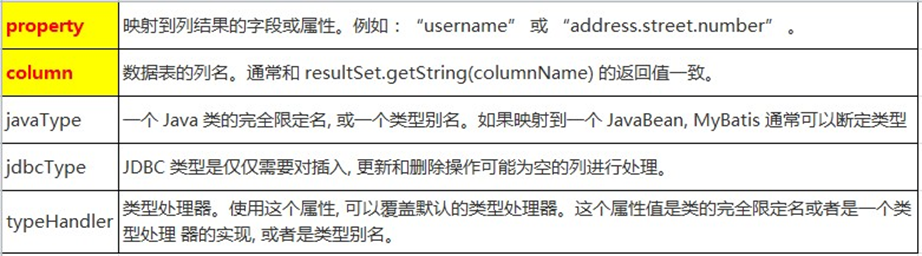 property 映射到列结果的字段或属性。例如：“username” 或 “address.street.number” 。
column 数据表的列名。通常和 resultSet.getString(columnName) 的返回值一致。
javaType 一个 Java 类的完全限定名, 或一个类型别名。如果映射到一个 JavaBean, MyBatis 通常可以断定类型
jdbcType JDBC 类型是仅仅需要对插入, 更新和删除操作可能为空的列进行处理。
typeHandler 类型处理器。使用这个属性, 可以覆盖默认的类型处理器。这个属性值是类的完全限定名或者是一个类
型处理 器的实现, 或者是类型别名。